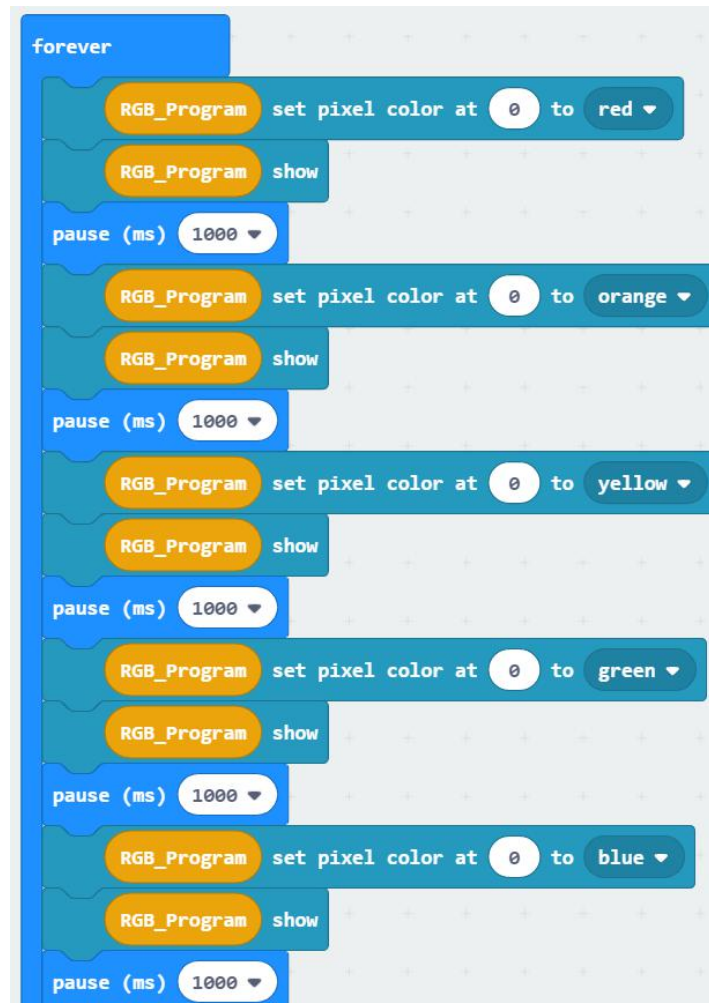 forever
RGB_Program set pixel color at 0 to red
RGB_Program show
pause (ms) 1000
RGB_Program set pixel color at 0 to orange
RGB_Program show
pause (ms) 1000
RGB_Program set pixel color at 0 to yellow
RGB_Program show
pause (ms) 1000
RGB_Program set pixel color at 0 to green
RGB_Program show
pause (ms) 1000
RGB_Program set pixel color at 0 to blue
RGB_Program show
pause (ms) 1000